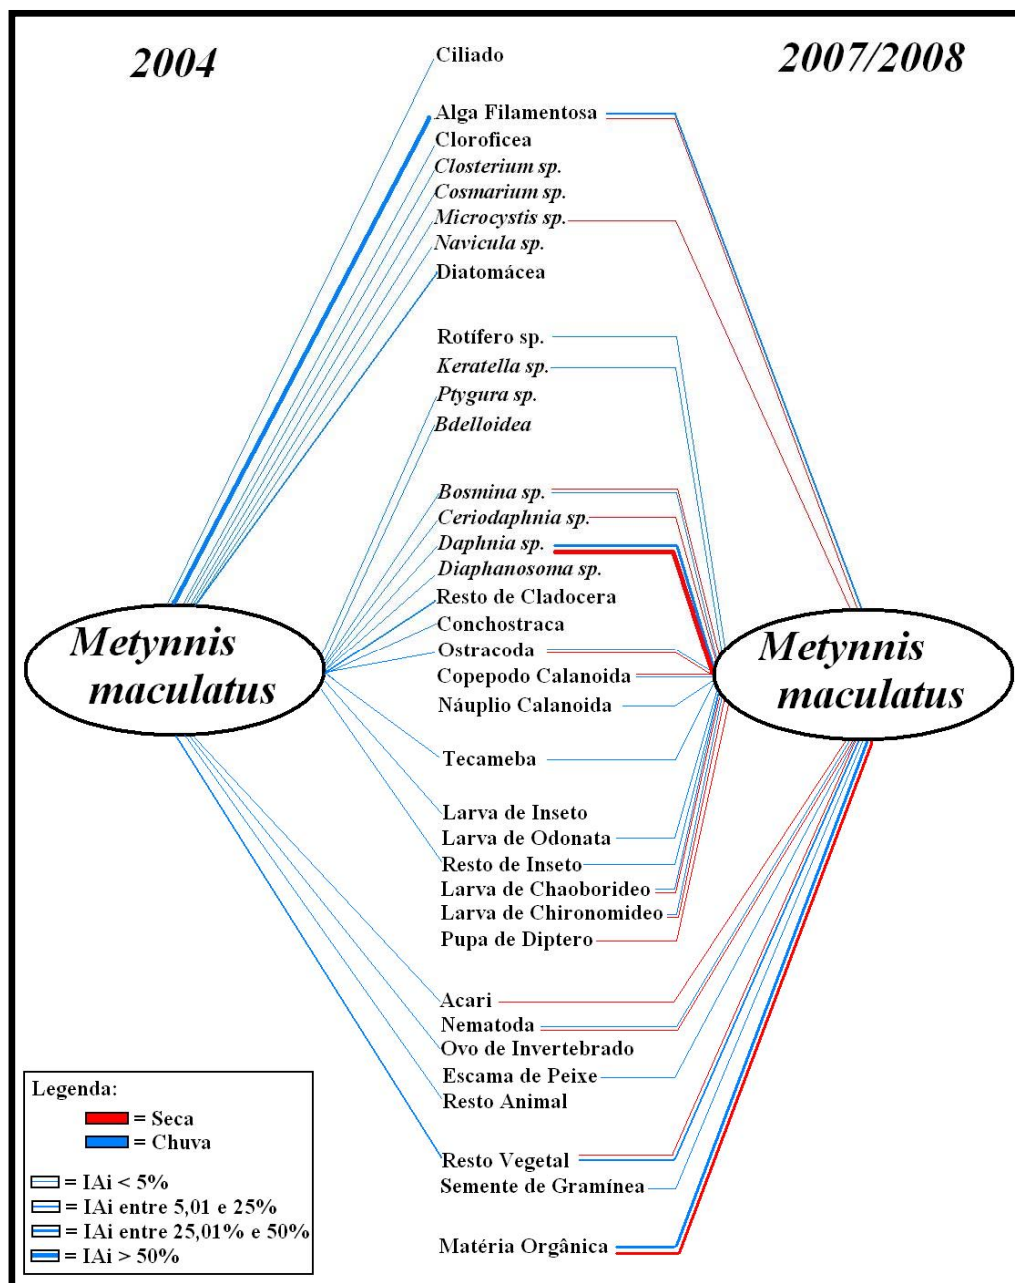 2004
2007/2008
Ciliado
Alga Filamentosa
Cloroficea
Closterium sp.
Cosmarium sp.
Microcystis sp.
Navicula sp.
Diatomácea
Rotífero sp.
Keratella sp.
Ptygura sp.
Bdelloidea
Bosmina sp.
Ceriodaphnia sp.
Daphnia sp.
Diaphanosoma sp.
Resto de Cladocera
Conchostraca
Ostracoda
Copepodo Calanoida
Náuplio Calanoida
Tecameba
Larva de Inseto
Larva de Odonata
Resto de Inseto
Larva de Chaoborideo
Larva de Chironomideo
Pupa de Diptero
Acari
Nematoda
Ovo de Invertebrado
Escama de Peixe
Resto Animal
Resto Vegetal
Semente de Gramínea
Matéria Orgânica
Metynnis
maculatus
Metynnis
maculatus
Legenda:
= Seca
= Chuva
= IAi < 5%
= IAi entre 5,01 e 25%
= IAi entre 25,01% e 50%
= IAi > 50%